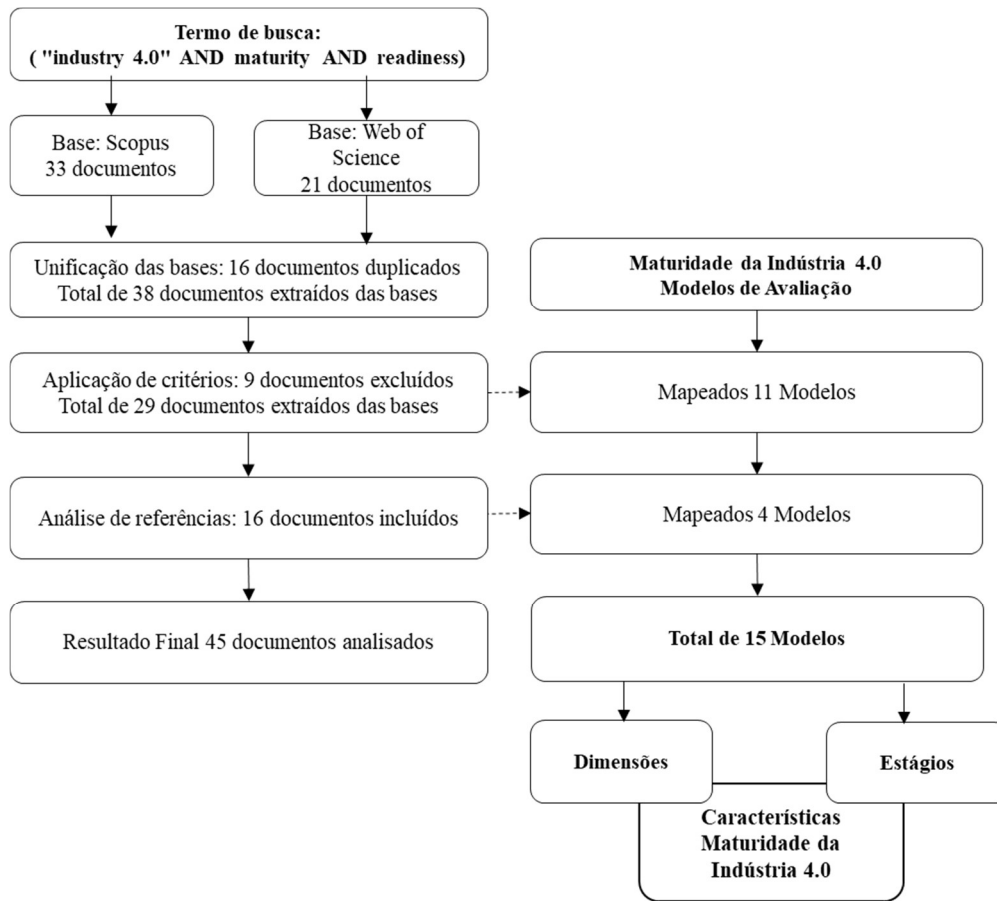 Termo de busca:
( "industry 4.0" AND maturity AND readiness)
Base: Scopus
33 documentos
Base: Web of
Science
21 documentos
Unificação das bases: 16 documentos duplicados
Total de 38 documentos extraídos das bases
Aplicação de critérios: 9 documentos excluídos
Total de 29 documentos extraídos das bases
Análise de referências: 16 documentos incluídos
Resultado Final 45 documentos analisados
Maturidade da Indústria 4.0
Modelos de Avaliação
Mapeados 11 Modelos
Mapeados 4 Modelos
Total de 15 Modelos
Dimensões
Estágios
Características
Maturidade da
Indústria 4.0